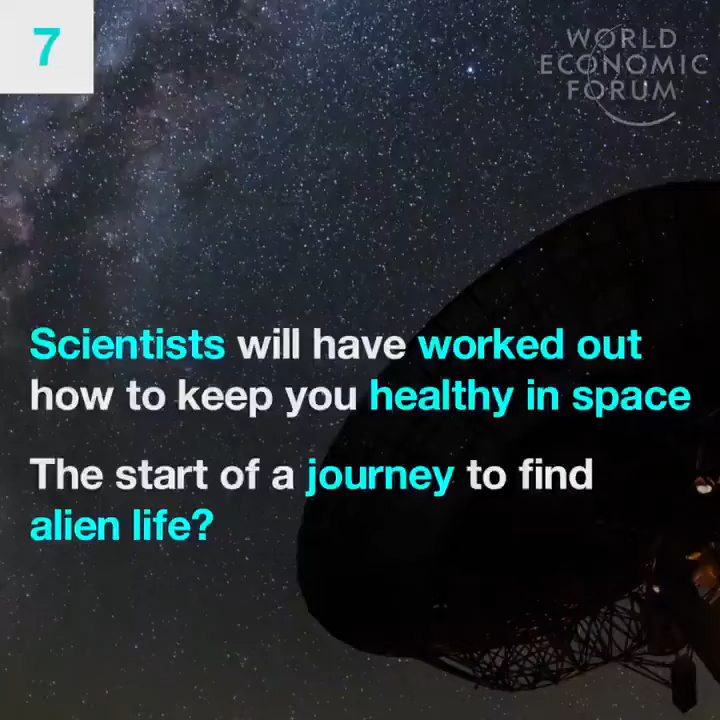 7
WORLD
ECONOMIC
FORUM
Scientists will have worked out
how to keep you healthy in space
The start of a journey to find
alien life?